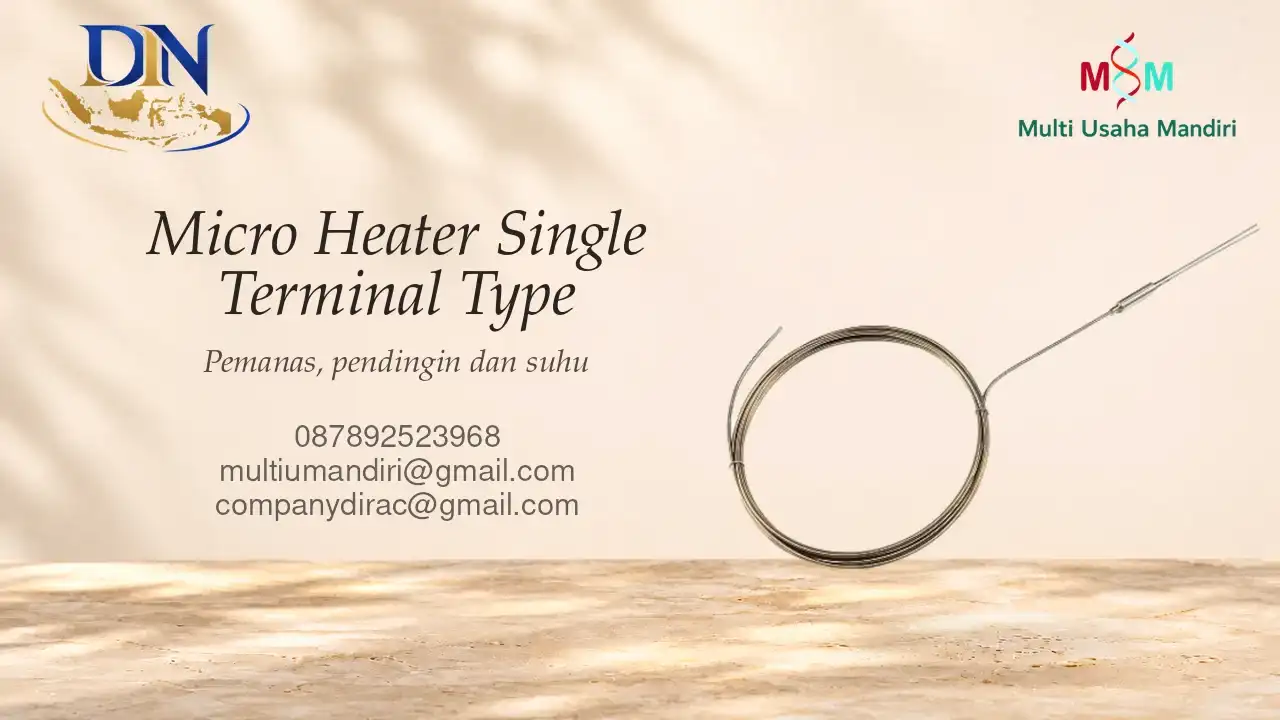 DIN
MSM
Multi Usaha Mandiri
Micro Heater Single
Terminal Type
Pemanas, pendingin dan suhu
087892523968
multiumandiri@gmail.com
companydirac@gmail.com